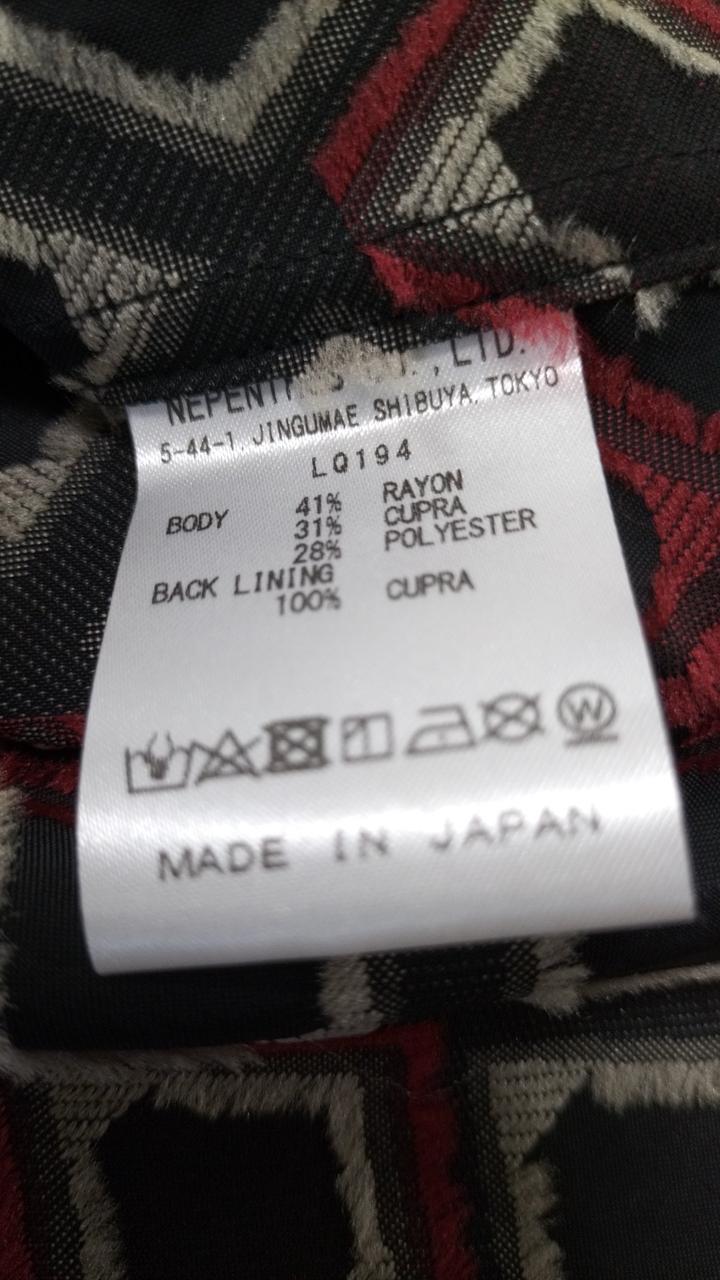 , LTD.
5-44-1, JINGUMAE SHIBUYA, TOKYO
LQ194
BODY 41% RAYON
31% CUPRA
28% POLYESTER
BACK LINING
100% CUPRA
W
MADE IN JAPAN